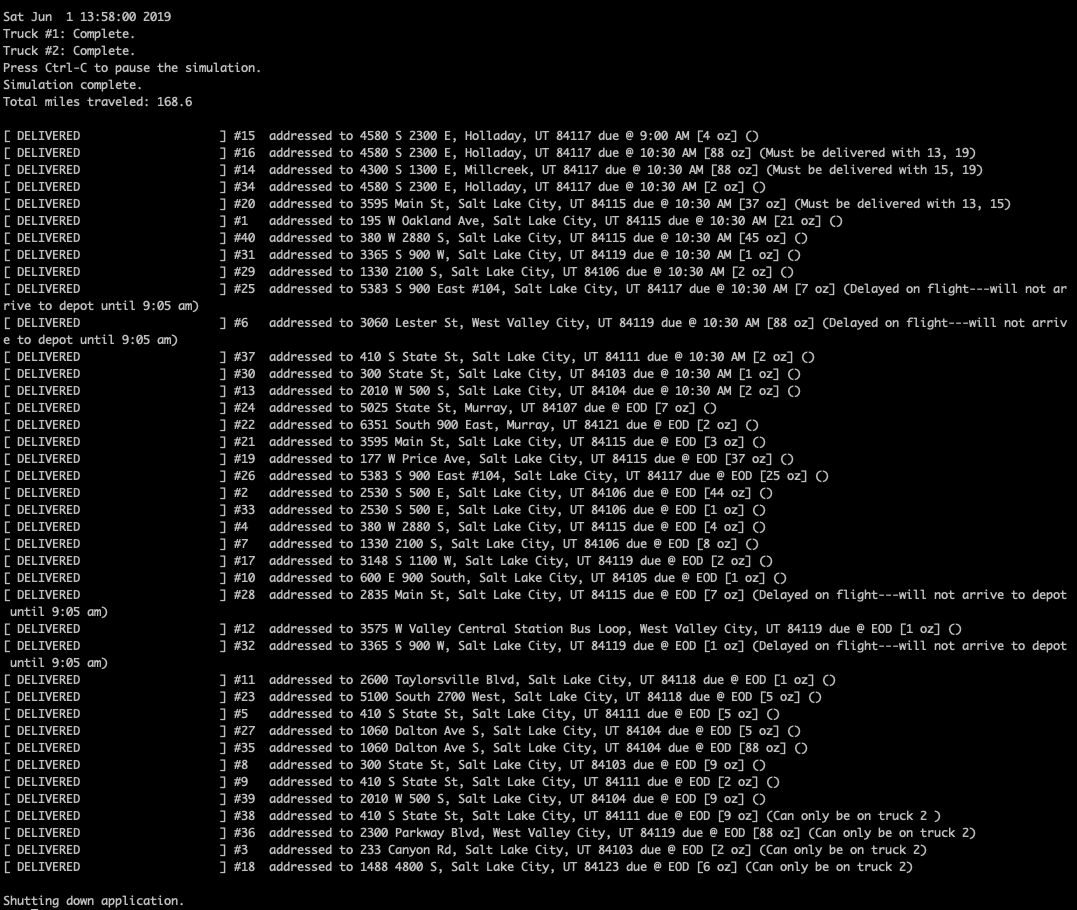 Sat Jun  1 13:58:00 2019
Truck #1: Complete.
Truck #2: Complete.
Press Ctrl-C to pause the simulation.
Simulation complete.
Total miles traveled: 168.6
[ DELIVERED                    ] #15  addressed to 4580 S 2300 E, Holladay, UT 84117 due @ 9:00 AM [4 oz] ()
[ DELIVERED                    ] #16  addressed to 4580 S 2300 E, Holladay, UT 84117 due @ 10:30 AM [88 oz] (Must be delivered with 13, 19)
[ DELIVERED                    ] #14  addressed to 4300 S 1300 E, Millcreek, UT 84117 due @ 10:30 AM [88 oz] (Must be delivered with 15, 19)
[ DELIVERED                    ] #34  addressed to 4580 S 2300 E, Holladay, UT 84117 due @ 10:30 AM [2 oz] ()
[ DELIVERED                    ] #20  addressed to 3595 Main St, Salt Lake City, UT 84115 due @ 10:30 AM [37 oz] (Must be delivered with 13, 15)
[ DELIVERED                    ] #1   addressed to 195 W Oakland Ave, Salt Lake City, UT 84115 due @ 10:30 AM [21 oz] ()
[ DELIVERED                    ] #40  addressed to 380 W 2880 S, Salt Lake City, UT 84115 due @ 10:30 AM [45 oz] ()
[ DELIVERED                    ] #31  addressed to 3365 S 900 W, Salt Lake City, UT 84119 due @ 10:30 AM [1 oz] ()
[ DELIVERED                    ] #29  addressed to 1330 2100 S, Salt Lake City, UT 84106 due @ 10:30 AM [2 oz] ()
[ DELIVERED                    ] #25  addressed to 5383 S 900 East #104, Salt Lake City, UT 84117 due @ 10:30 AM [7 oz] (Delayed on flight---will not ar
rive to depot until 9:05 am)
[ DELIVERED                    ] #6   addressed to 3060 Lester St, West Valley City, UT 84119 due @ 10:30 AM [88 oz] (Delayed on flight---will not arriv
e to depot until 9:05 am)
[ DELIVERED                    ] #37  addressed to 410 S State St, Salt Lake City, UT 84111 due @ 10:30 AM [2 oz] ()
[ DELIVERED                    ] #30  addressed to 300 State St, Salt Lake City, UT 84103 due @ 10:30 AM [1 oz] ()
[ DELIVERED                    ] #13  addressed to 2010 W 500 S, Salt Lake City, UT 84104 due @ 10:30 AM [2 oz] ()
[ DELIVERED                    ] #24  addressed to 5025 State St, Murray, UT 84107 due @ EOD [7 oz] ()
[ DELIVERED                    ] #22  addressed to 6351 South 900 East, Murray, UT 84121 due @ EOD [2 oz] ()
[ DELIVERED                    ] #21  addressed to 3595 Main St, Salt Lake City, UT 84115 due @ EOD [3 oz] ()
[ DELIVERED                    ] #19  addressed to 177 W Price Ave, Salt Lake City, UT 84115 due @ EOD [37 oz] ()
[ DELIVERED                    ] #26  addressed to 5383 S 900 East #104, Salt Lake City, UT 84117 due @ EOD [25 oz] ()
[ DELIVERED                    ] #2   addressed to 2530 S 500 E, Salt Lake City, UT 84106 due @ EOD [44 oz] ()
[ DELIVERED                    ] #33  addressed to 2530 S 500 E, Salt Lake City, UT 84106 due @ EOD [1 oz] ()
[ DELIVERED                    ] #4   addressed to 380 W 2880 S, Salt Lake City, UT 84115 due @ EOD [4 oz] ()
[ DELIVERED                    ] #7   addressed to 1330 2100 S, Salt Lake City, UT 84106 due @ EOD [8 oz] ()
[ DELIVERED                    ] #17  addressed to 3148 S 1100 W, Salt Lake City, UT 84119 due @ EOD [2 oz] ()
[ DELIVERED                    ] #10  addressed to 600 E 900 South, Salt Lake City, UT 84105 due @ EOD [1 oz] ()
[ DELIVERED                    ] #28  addressed to 2835 Main St, Salt Lake City, UT 84115 due @ EOD [7 oz] (Delayed on flight---will not arrive to depot
 until 9:05 am)
[ DELIVERED                    ] #12  addressed to 3575 W Valley Central Station Bus Loop, West Valley City, UT 84119 due @ EOD [1 oz] ()
[ DELIVERED                    ] #32  addressed to 3365 S 900 W, Salt Lake City, UT 84119 due @ EOD [1 oz] (Delayed on flight---will not arrive to depot
 until 9:05 am)
[ DELIVERED                    ] #11  addressed to 2600 Taylorsville Blvd, Salt Lake City, UT 84118 due @ EOD [1 oz] ()
[ DELIVERED                    ] #23  addressed to 5100 South 2700 West, Salt Lake City, UT 84118 due @ EOD [5 oz] ()
[ DELIVERED                    ] #5   addressed to 410 S State St, Salt Lake City, UT 84111 due @ EOD [5 oz] ()
[ DELIVERED                    ] #27  addressed to 1060 Dalton Ave S, Salt Lake City, UT 84104 due @ EOD [5 oz] ()
[ DELIVERED                    ] #35  addressed to 1060 Dalton Ave S, Salt Lake City, UT 84104 due @ EOD [88 oz] ()
[ DELIVERED                    ] #8   addressed to 300 State St, Salt Lake City, UT 84103 due @ EOD [9 oz] ()
[ DELIVERED                    ] #9   addressed to 410 S State St, Salt Lake City, UT 84111 due @ EOD [2 oz] ()
[ DELIVERED                    ] #39  addressed to 2010 W 500 S, Salt Lake City, UT 84104 due @ EOD [9 oz] ()
[ DELIVERED                    ] #38  addressed to 410 S State St, Salt Lake City, UT 84111 due @ EOD [9 oz] (Can only be on truck 2 )
[ DELIVERED                    ] #36  addressed to 2300 Parkway Blvd, West Valley City, UT 84119 due @ EOD [88 oz] (Can only be on truck 2)
[ DELIVERED                    ] #3   addressed to 233 Canyon Rd, Salt Lake City, UT 84103 due @ EOD [2 oz] (Can only be on truck 2)
[ DELIVERED                    ] #18  addressed to 1488 4800 S, Salt Lake City, UT 84123 due @ EOD [6 oz] (Can only be on truck 2)
Shutting down application.